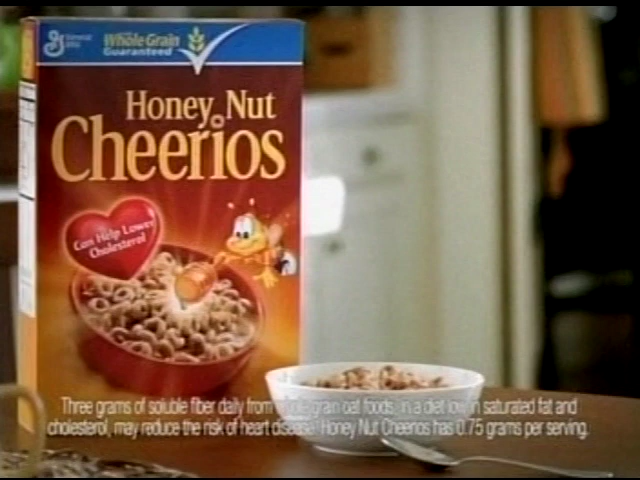 General
Mills
Whole Grain
Guaranteed
Honey Nut
Cheerios
Can Help Lower
Cholesterol
Three grams of soluble fiber daily from whole grain oat foods, in a diet low in saturated fat and
cholesterol, may reduce the risk of heart disease. Honey Nut Cheerios has 0.75 grams per serving.